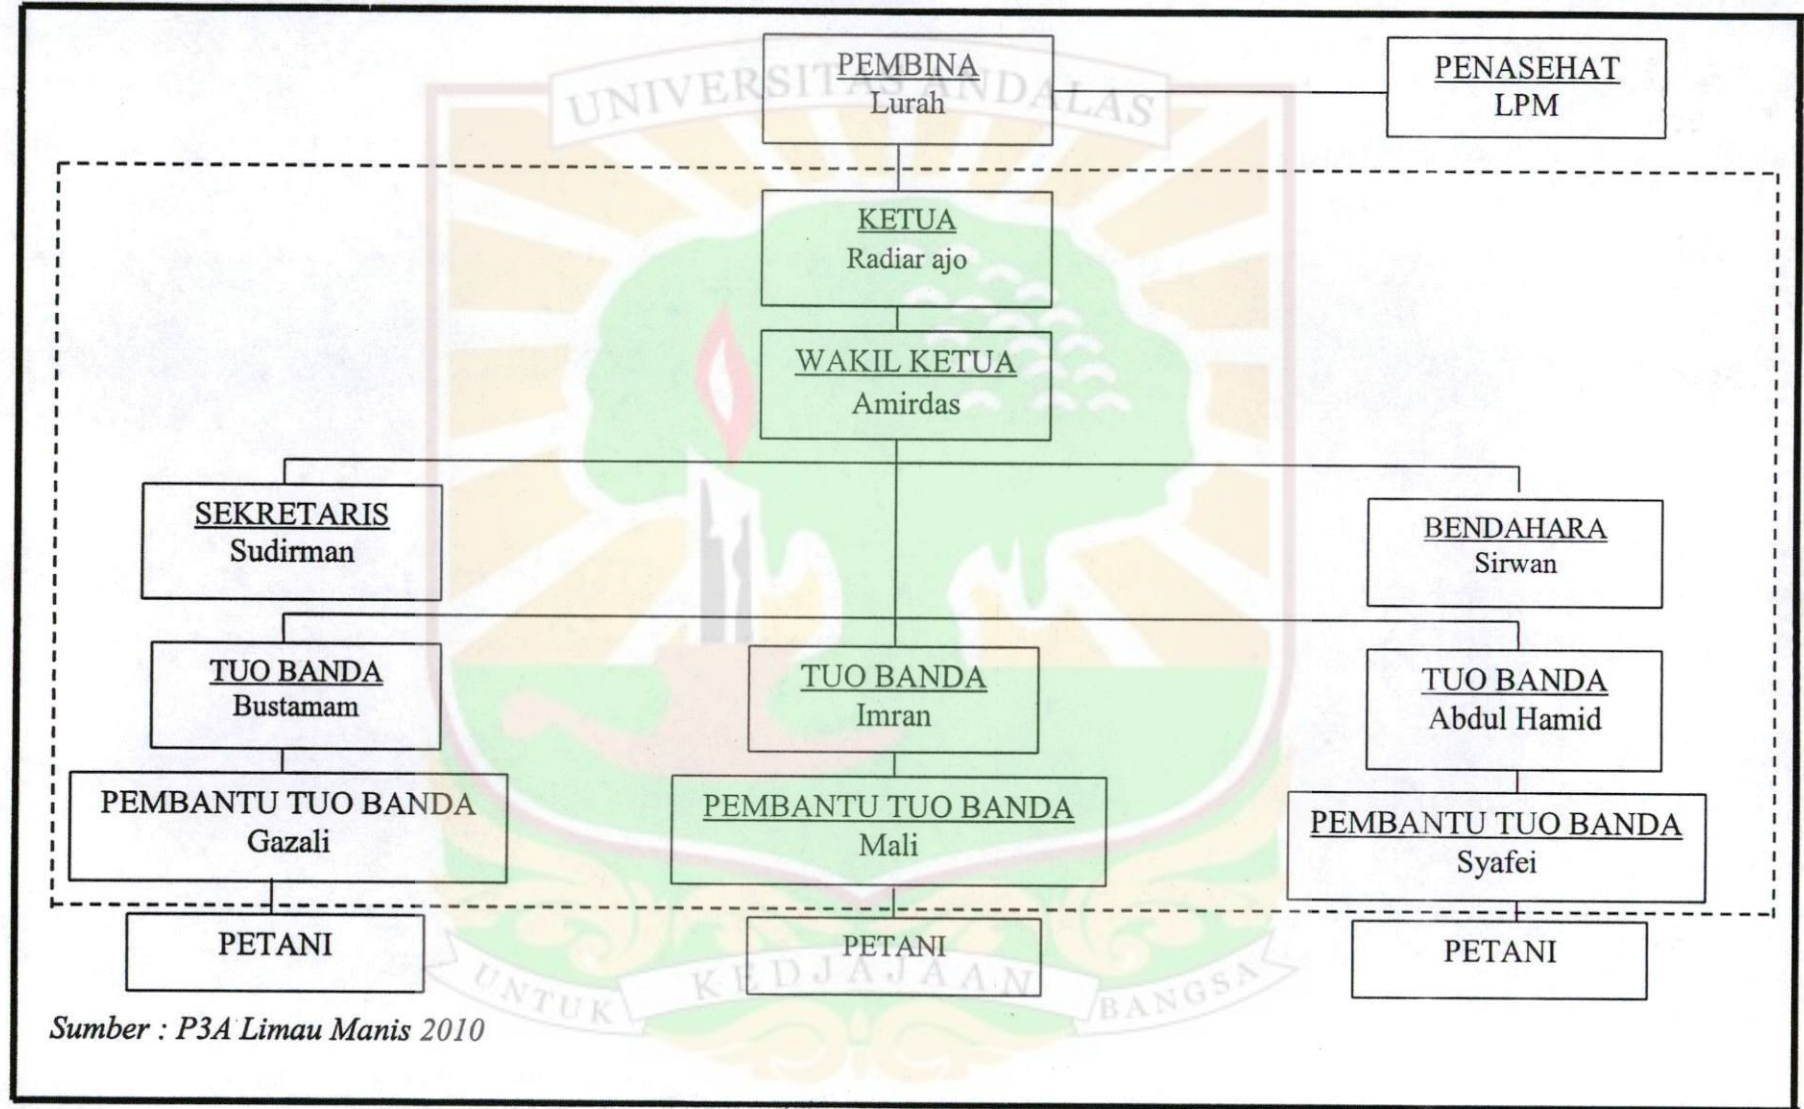 UNIVERSITAS ANDALAS
PEMBINA
Lurah
PENASEHAT
LPM
KETUA
Radiar ajo
WAKIL KETUA
Amirdas
SEKRETARIS
Sudirman
BENDAHARA
Sirwan
TUO BANDA
Bustamam
TUO BANDA
Imran
TUO BANDA
Abdul Hamid
PEMBANTU TUO BANDA
Gazali
PEMBANTU TUO BANDA
Mali
PEMBANTU TUO BANDA
Syafei
PETANI
PETANI
PETANI
UNTUK KEDJAJAAN BANGSA
Sumber : P3A Limau Manis 2010